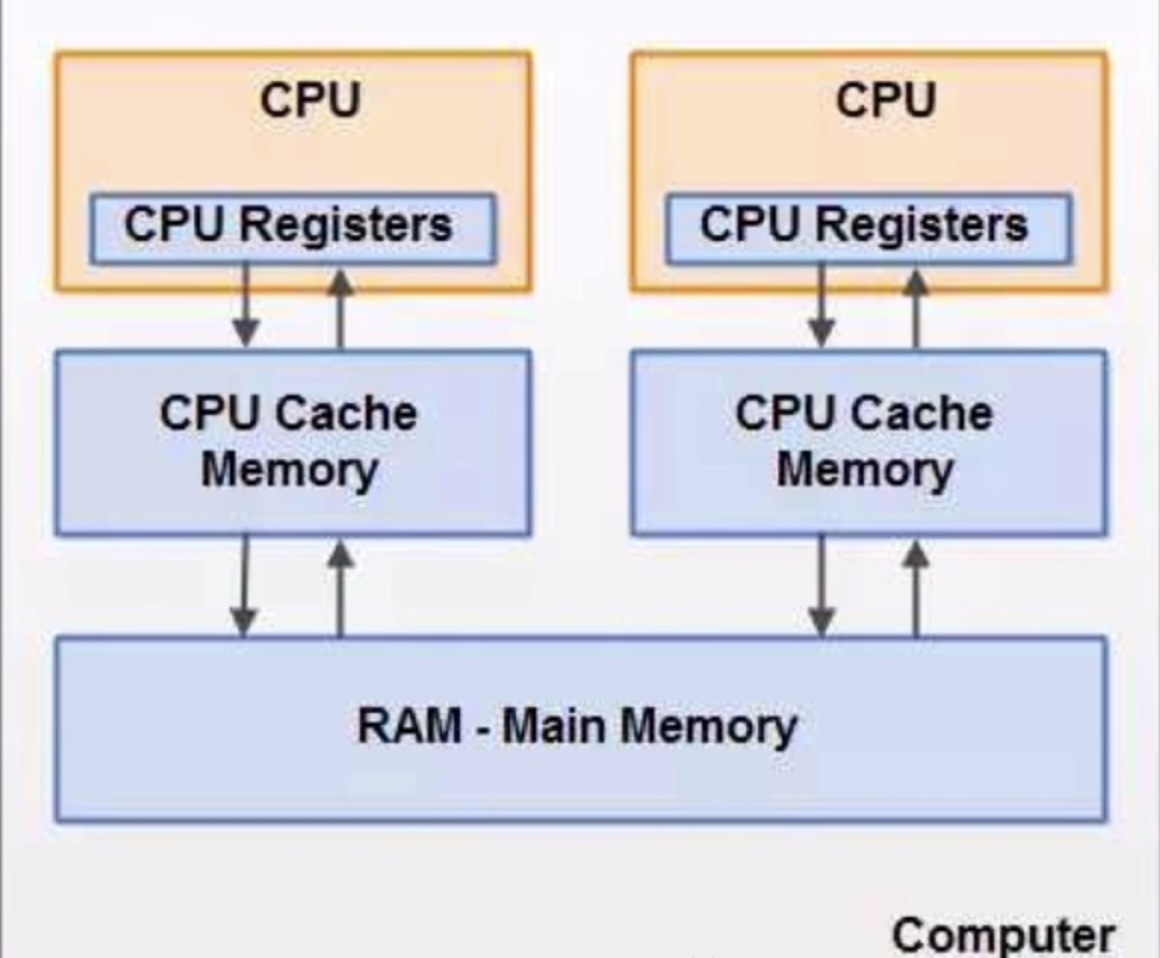 CPU
CPU
CPU Registers
CPU Registers
CPU Cache
Memory
CPU Cache
Memory
RAM - Main Memory
Computer